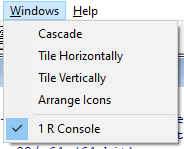 Windows Help
Cascade
Tile Horizontally
Tile Vertically
Arrange Icons
1 R Console